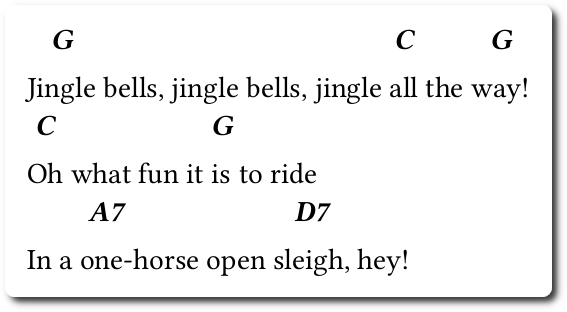 G C G
Jingle bells, jingle bells, jingle all the way!
C G
Oh what fun it is to ride
A7 D7
In a one-horse open sleigh, hey!